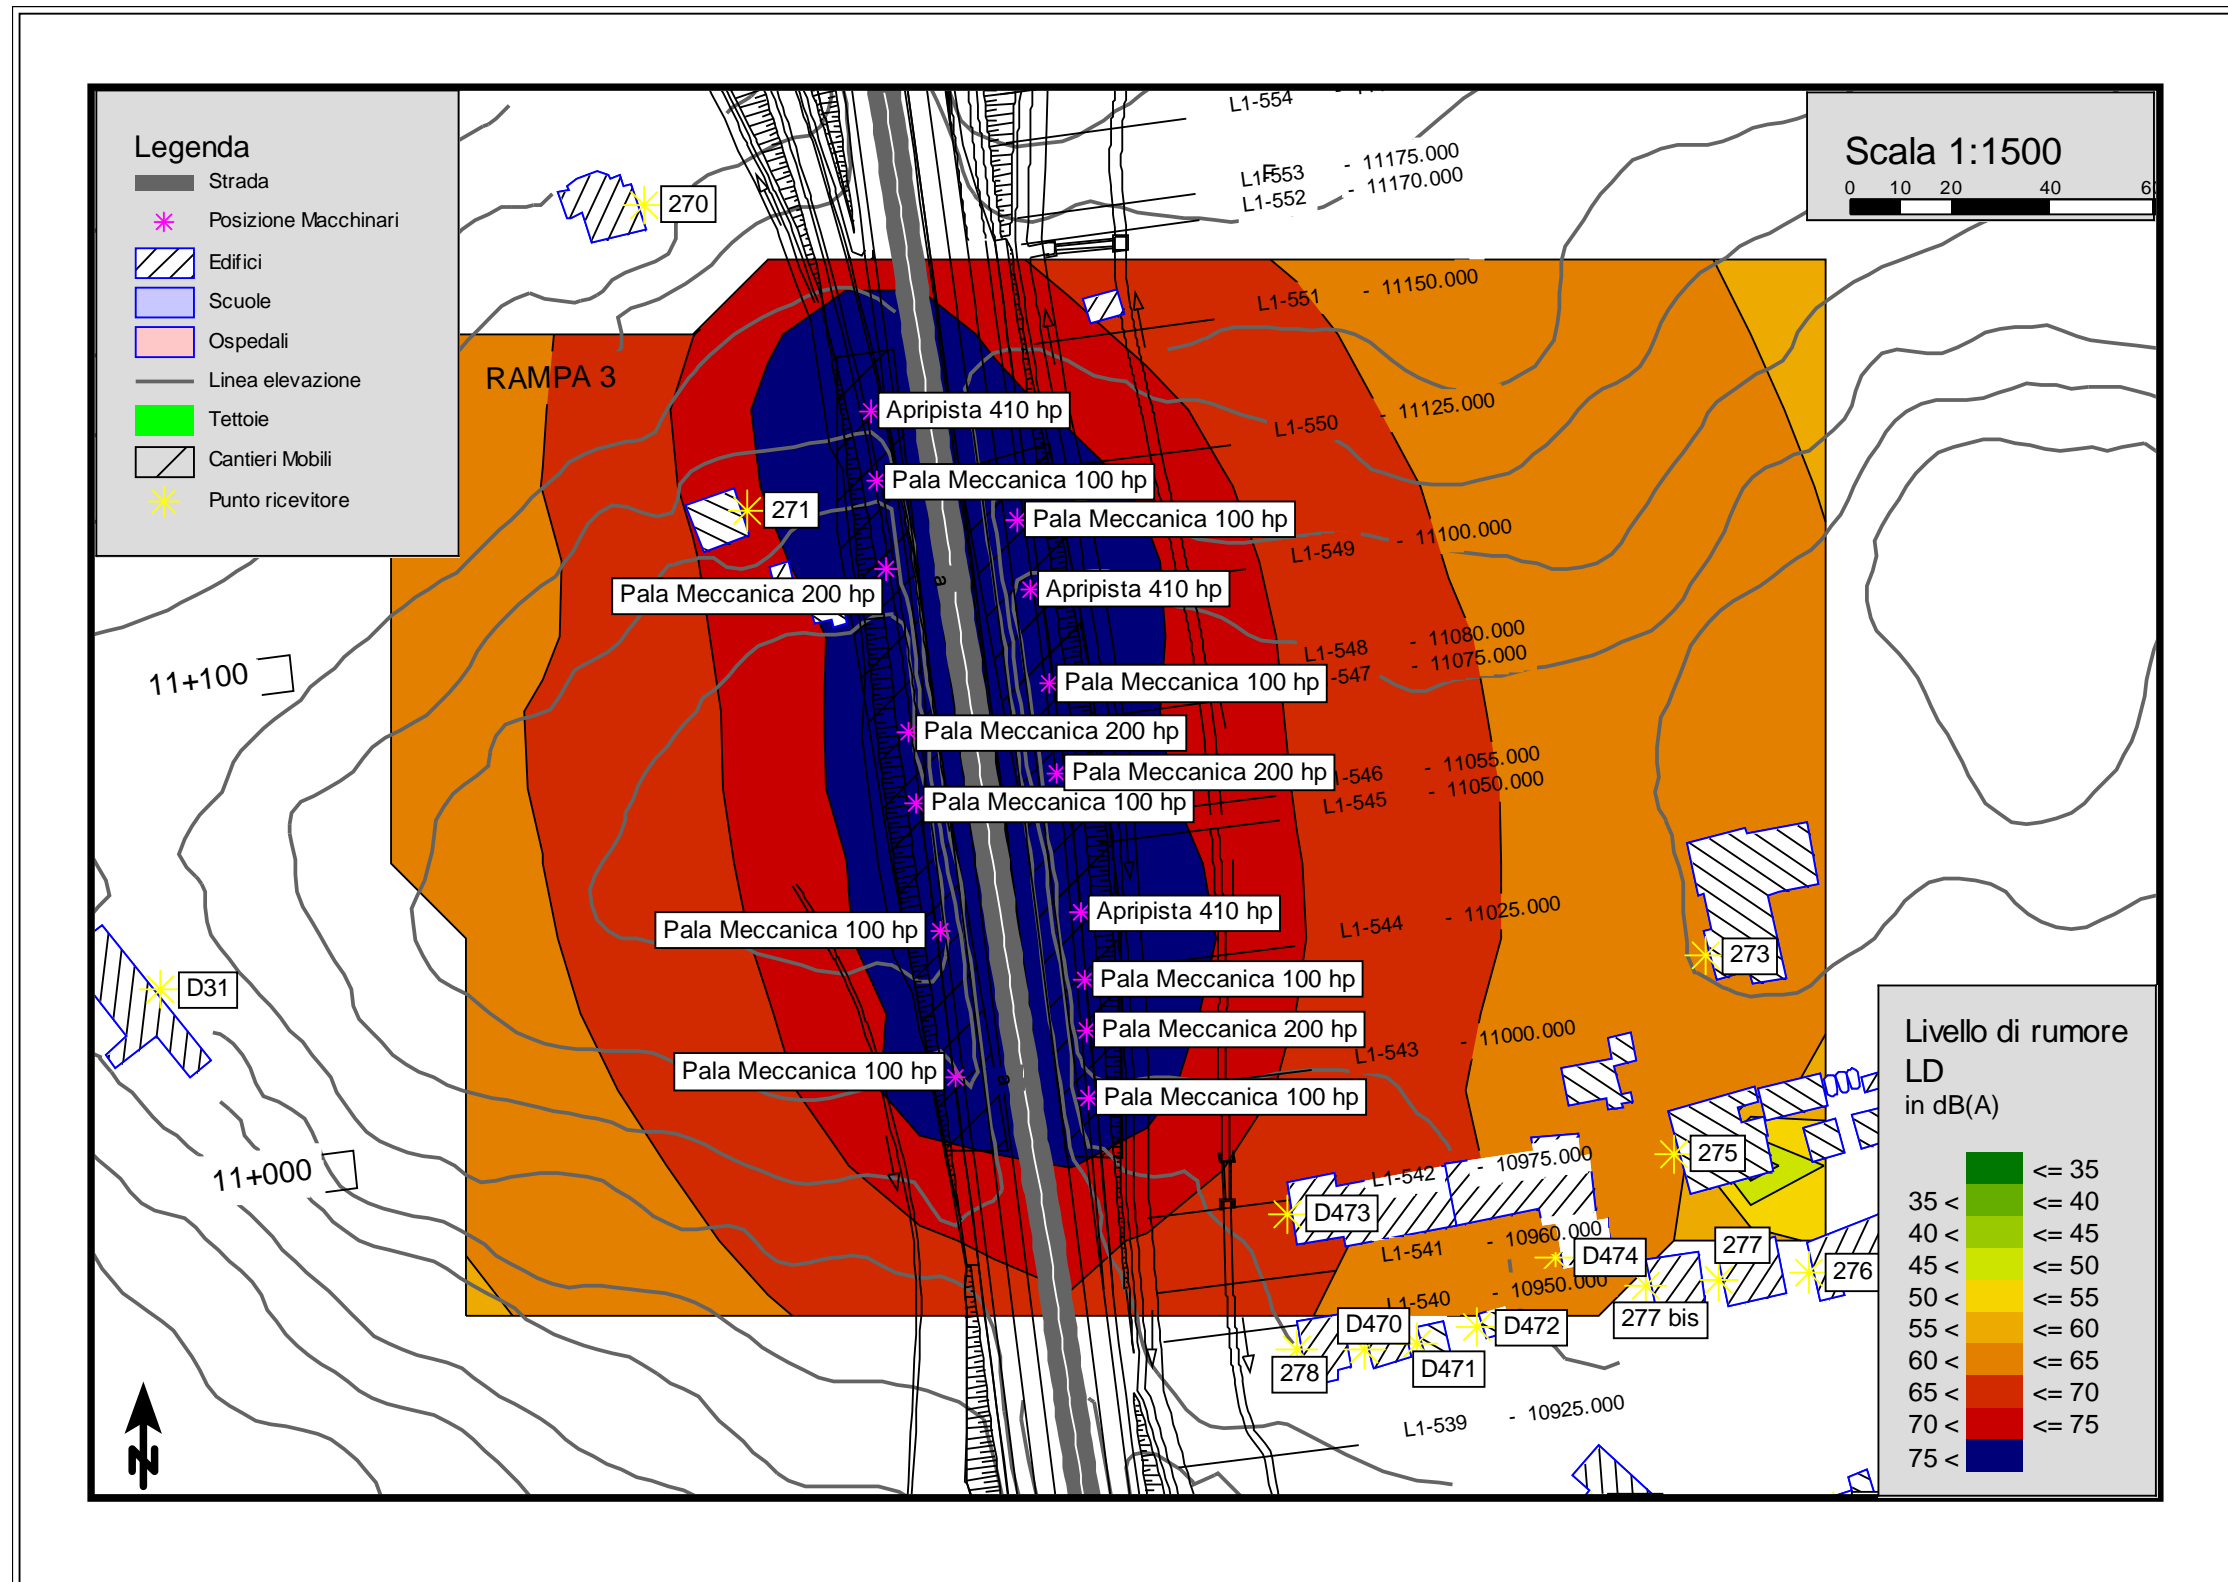 Legenda
Strada
Posizione Macchinari
Edifici
Scuole
Ospedali
Linea elevazione
Tettoie
Cantieri Mobili
Punto ricevitore
Scala 1:1500
0 10 20 40
L1-554
L1-553 - 11175.000
L1-552 - 11170.000
270
L1-551 - 11150.000
RAMPA 3
Apripista 410 hp
L1-550 - 11125.000
Pala Meccanica 100 hp
271
Pala Meccanica 100 hp
L1-549 - 11100.000
Pala Meccanica 200 hp
a
Apripista 410 hp
L1-548 - 11080.000
-547 - 11075.000
11+100
Pala Meccanica 100 hp
Pala Meccanica 200 hp
Pala Meccanica 200 hp
1-546 - 11055.000
Pala Meccanica 100 hp
L1-545 - 11050.000
Apripista 410 hp
L1-544 - 11025.000
Pala Meccanica 100 hp
273
D31
Pala Meccanica 100 hp
Pala Meccanica 200 hp
L1-543 - 11000.000
Pala Meccanica 100 hp
a
Pala Meccanica 100 hp
11+000
L1-542 - 10975.000
275
D473
L1-541 - 10960.000
D474
277
276
L1-540 - 10950.000
277 bis
D470
D472
278
D471
L1-539 - 10925.000
N
Livello di rumore
LD
in dB(A)
<= 35
35 < <= 40
40 < <= 45
45 < <= 50
50 < <= 55
55 < <= 60
60 < <= 65
65 < <= 70
70 < <= 75
75 <